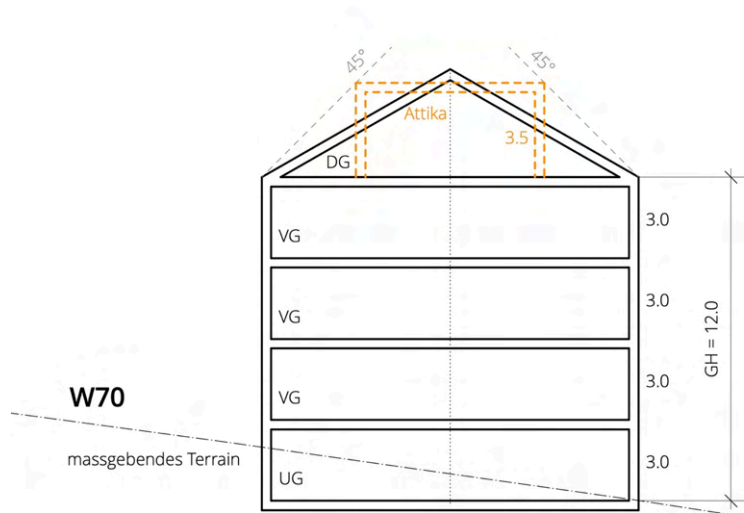 45°
45°
Attika
3.5
DG
VG
3.0
VG
3.0
GH = 12.0
VG
3.0
W70
massgebendes Terrain
UG
3.0